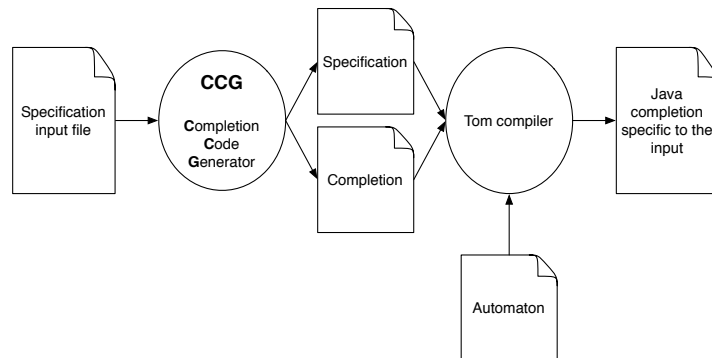 Specification
input file
CCG
Completion
Code
Generator
Specification
Completion
Tom compiler
Automaton
Java
completion
specific to the
input